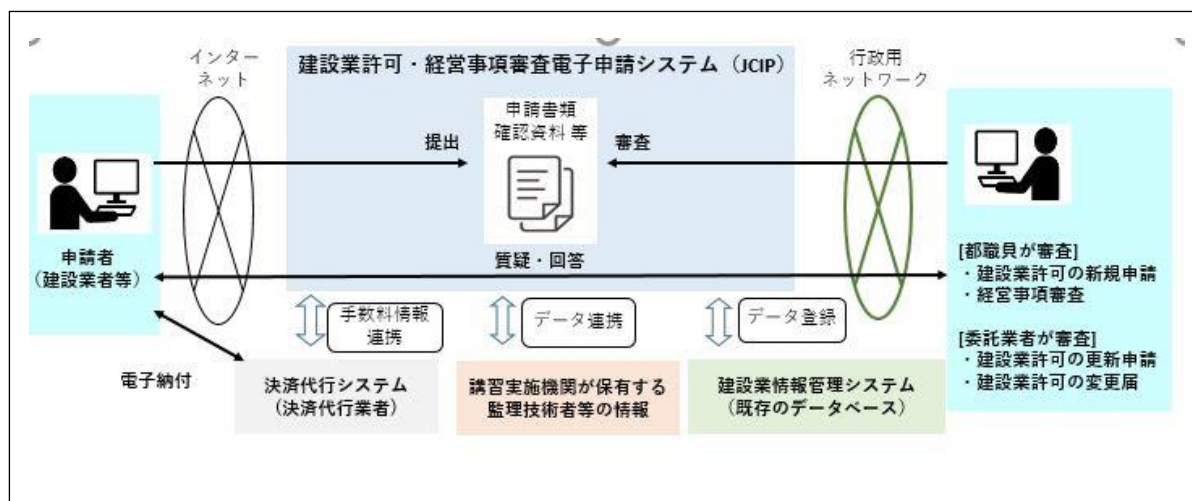 インター
ネット
建設業許可・経営事項審査電子申請システム（JCIP）
行政用
ネットワーク
申請書類
確認資料 等
提出
審査
申請者
（建設業者等）
質疑・回答
[都職員が審査]
・建設業許可の新規申請
・経営事項審査
[委託業者が審査]
・建設業許可の更新申請
・建設業許可の変更届
手数料情報
連携
データ連携
データ登録
電子納付
決済代行システム
（決済代行業者）
講習実施機関が保有する
監理技術者等の情報
建設業情報管理システム
（既存のデータベース）